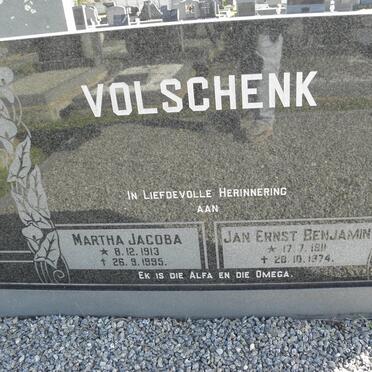 VOLSCHENK
IN LIEFDEVOLLE HERINNERING
AAN
MARTHA JACOBA
★ 8.12.1913
† 26.9.1995.
JAN ERNST BENJAMIN
★ 17.7.1911
† 28.10.1974.
EK IS DIE ALFA EN DIE OMEGA.